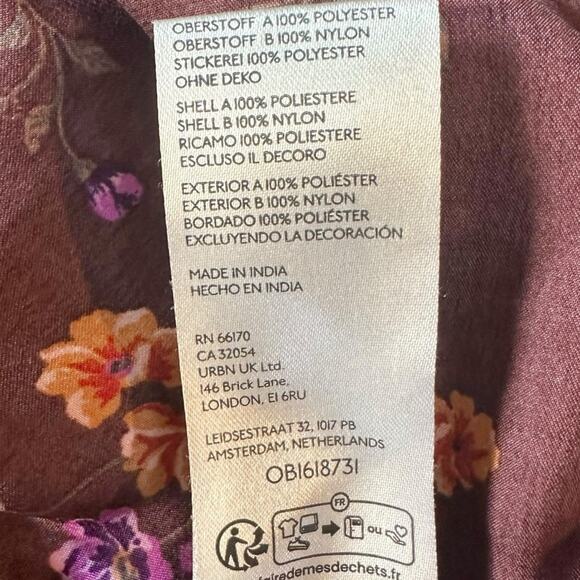 OBERSTOFF A 100% POLYESTER
OBERSTOFF B 100% NYLON
STICKEREI 100% POLYESTER
OHNE DEKO
SHELL A 100% POLIESTERE
SHELL B 100% NYLON
RICAMO 100% POLIESTERE
ESCLUSO IL DECORO
EXTERIOR A 100% POLIÉSTER
EXTERIOR B 100% NYLON
BORDADO 100% POLIÉSTER
EXCLUYENDO LA DECORACIÓN
MADE IN INDIA
HECHO EN INDIA
RN 66170
CA 32054
URBN UK Ltd.
146 Brick Lane,
LONDON, E1 6RU
LEIDSESTRAAT 32, 1017 PB
AMSTERDAM, NETHERLANDS
OB1618731
FR
ou
fairedemesdechets.fr